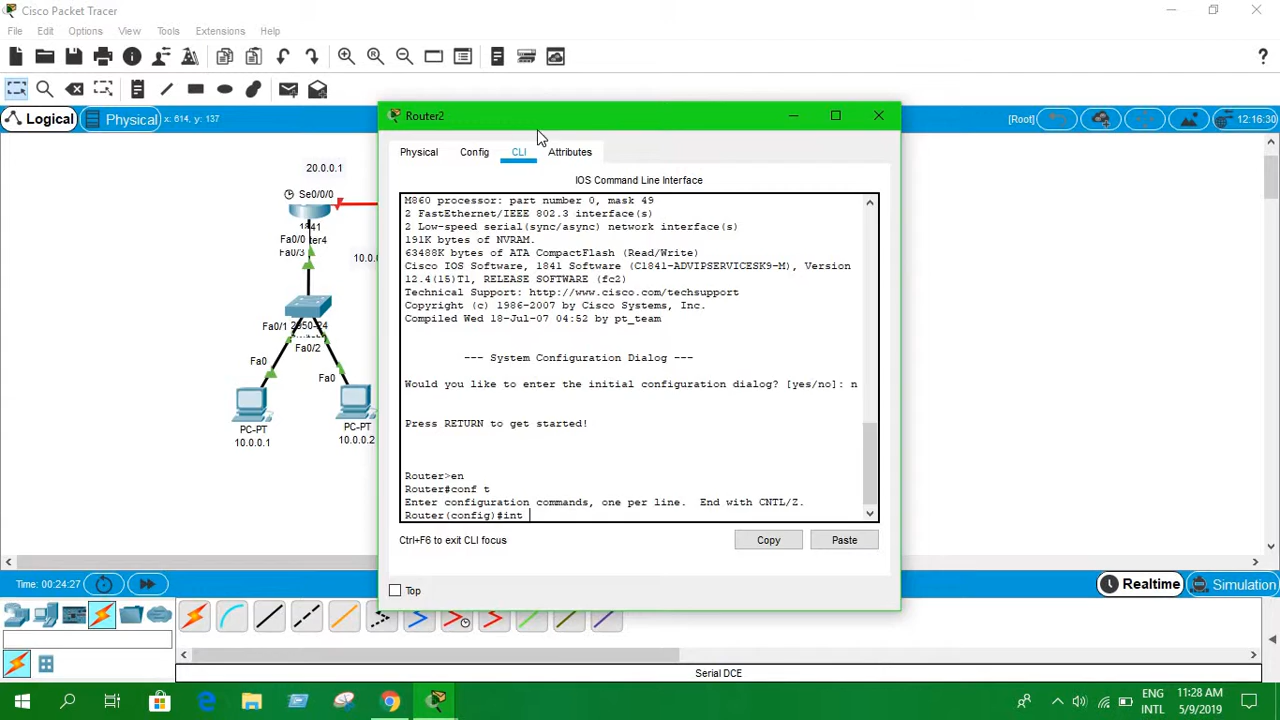 Cisco Packet Tracer
File Edit View Tools Options Extensions Help
Logical
Physical x: 614, y: 137
[Root]
12:16:30
Router2
Physical Config CLI Attributes
IOS Command Line Interface
M860 processor: part number 0, mask 49
2 FastEthernet/IEEE 802.3 interface(s)
2 Low-speed serial(sync/async) network interface(s)
191K bytes of NVRAM.
63488K bytes of ATA CompactFlash (Read/Write)
Cisco IOS Software, 1841 Software (C1841-ADVIPSERVICESK9-M), Version
12.4(15)T1, RELEASE SOFTWARE (fc2)
Technical Support: http://www.cisco.com/techsupport
Copyright (c) 1986-2007 by Cisco Systems, Inc.
Compiled Wed 18-Jul-07 04:52 by pt_team
--- System Configuration Dialog ---
Would you like to enter the initial configuration dialog? [yes/no]: n
Press RETURN to get started!
Router>en
Router#conf t
Enter configuration commands, one per line. End with CNTL/Z.
Router(config)#int
Ctrl+F6 to exit CLI focus
Copy
Paste
Top
20.0.0.1
Se0/0/0
1841
Fa0/0
Fa0/3
10.0.
Fa0/1
2950-24
Fa0/2
Fa0
Fa0
PC-PT
10.0.0.1
PC-PT
10.0.0.2
Time: 00:24:27
Realtime
Simulation
Serial DCE
ENG
INTL
11:28 AM
5/9/2019